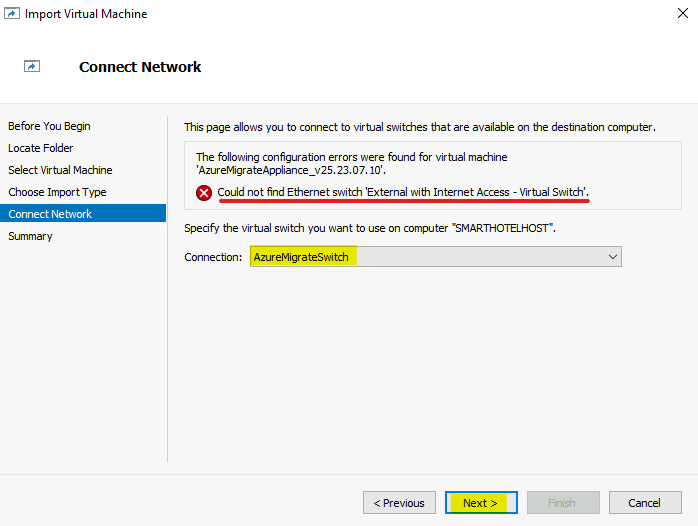 Import Virtual Machine
Connect Network
Before You Begin
Locate Folder
Select Virtual Machine
Choose Import Type
Connect Network
Summary
This page allows you to connect to virtual switches that are available on the destination computer.
The following configuration errors were found for virtual machine
'AzureMigrateAppliance_v25.23.07.10'.
Could not find Ethernet switch 'External with Internet Access - Virtual Switch'.
Specify the virtual switch you want to use on computer "SMARTHOTELHOST".
Connection: AzureMigrateSwitch
< Previous Next > Finish Cancel